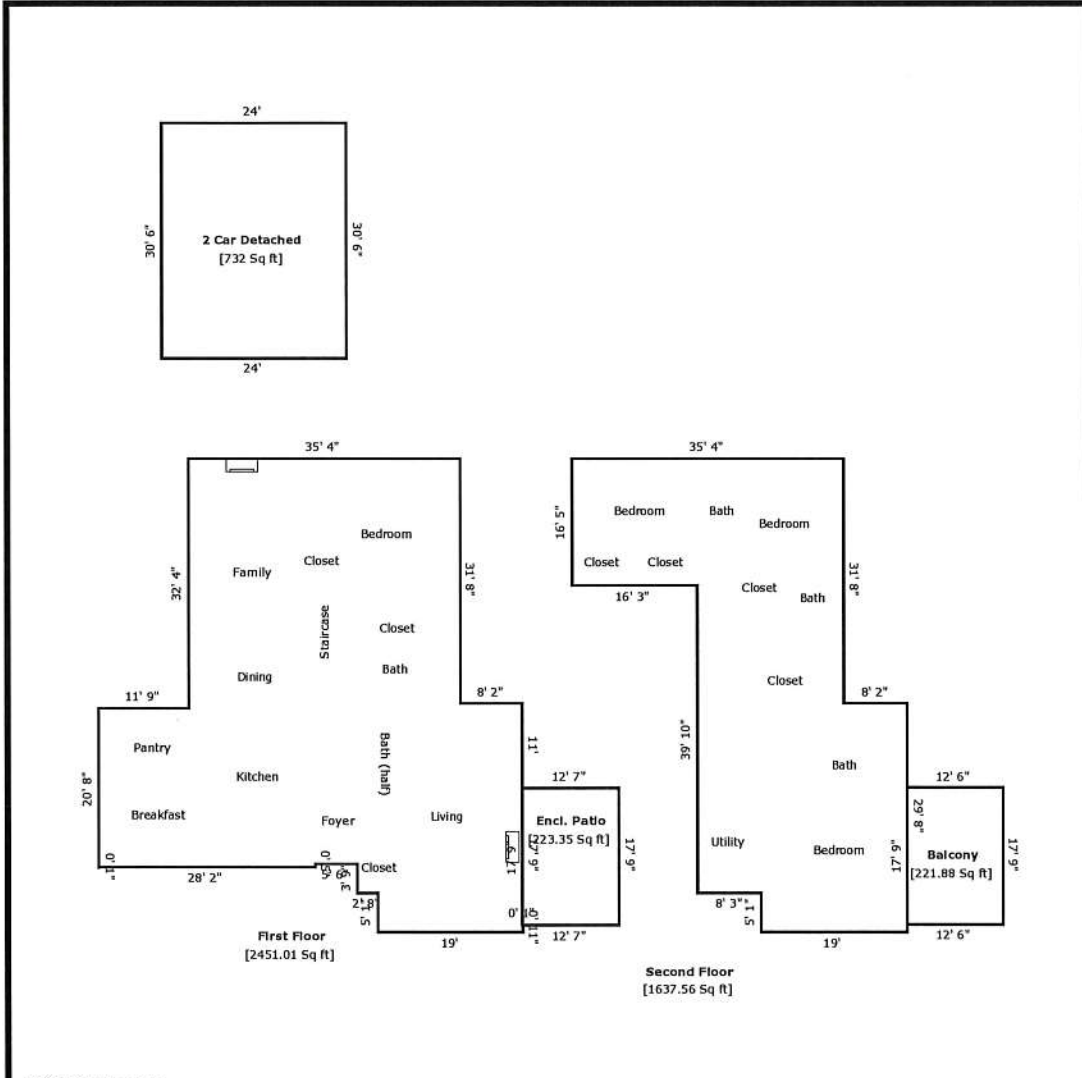 24'
30' 6"
30' 6"
2 Car Detached
[732 Sq ft]
24'
35' 4"
32' 4"
31' 8"
Bedroom
Closet
Family
Staircase
Closet
Bath
Dining
11' 9"
8' 2"
Pantry
Bath (half)
11'
Kitchen
12' 7"
20' 8"
Breakfast
Foyer
Living
Encl. Patio
[223.35 Sq ft]
17' 9"
17' 9"
17' 9"
Closet
0' 1"
28' 2"
2' 8"
12' 7"
19'
First Floor
[2451.01 Sq ft]
35' 4"
16' 5"
Bedroom
Bath
Bedroom
Closet
Closet
31' 8"
16' 3"
Closet
Bath
Closet
8' 2"
39' 10"
Bath
12' 6"
29' 8"
Utility
Bedroom
17' 9"
Balcony
[221.88 Sq ft]
17' 9"
8' 3"
19'
12' 6"
Second Floor
[1637.56 Sq ft]